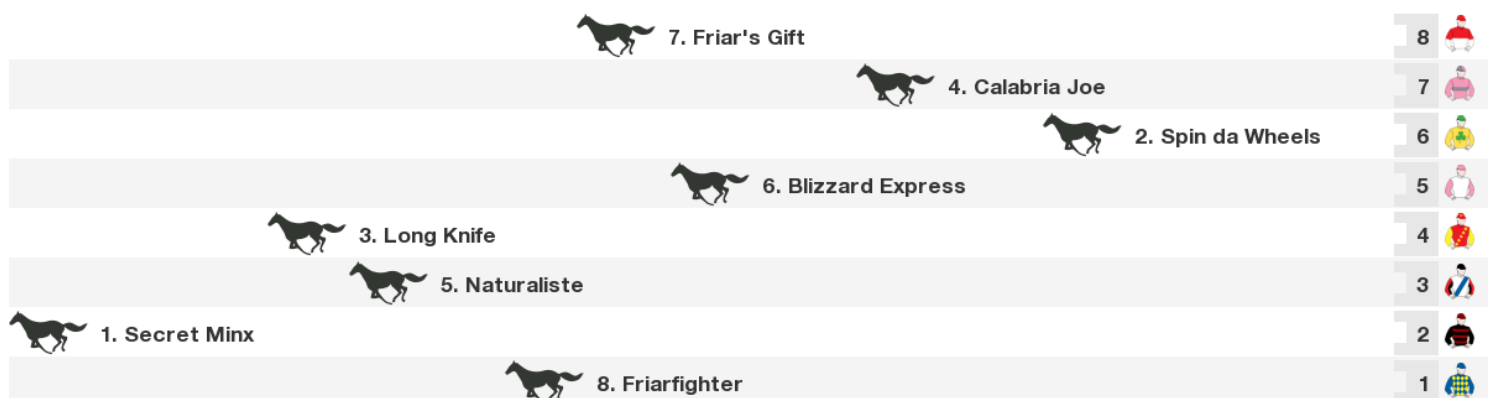 7. Friar's Gift 8
4. Calabria Joe 7
2. Spin da Wheels 6
6. Blizzard Express 5
3. Long Knife 4
5. Naturaliste 3
1. Secret Minx 2
8. Friarfighter 1